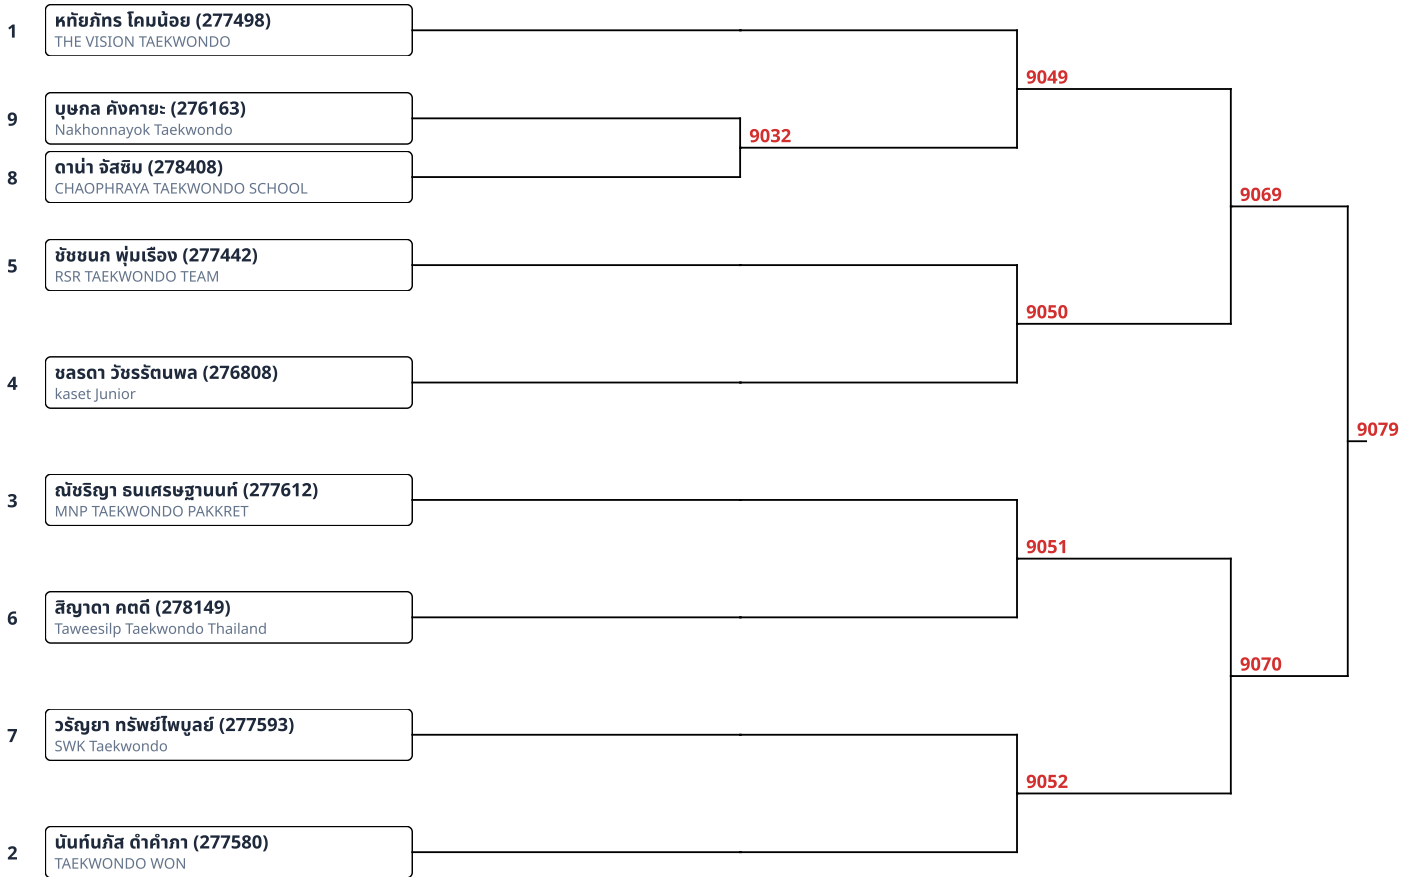 1
หทัยภัทร โคมน้อย (277498)
THE VISION TAEKWONDO
9049
9
บุษกล คังคายะ (276163)
Nakhonnayok Taekwondo
9032
8
ดาน่า จัสซิม (278408)
CHAOPHRAYA TAEKWONDO SCHOOL
9069
5
ชัชชนก พุ่มเรือง (277442)
RSR TAEKWONDO TEAM
9050
4
ชลรดา วัชรรัตนพล (276808)
kaset Junior
9079
3
ณัชริญา ธนเศรษฐานนท์ (277612)
MNP TAEKWONDO PAKKRET
9051
6
สิญาดา คตดี (278149)
Taweesilp Taekwondo Thailand
9070
7
วรัญยา ทรัพย์ไพบูลย์ (277593)
SWK Taekwondo
9052
2
นันท์นภัส ดำคำภา (277580)
TAEKWONDO WON